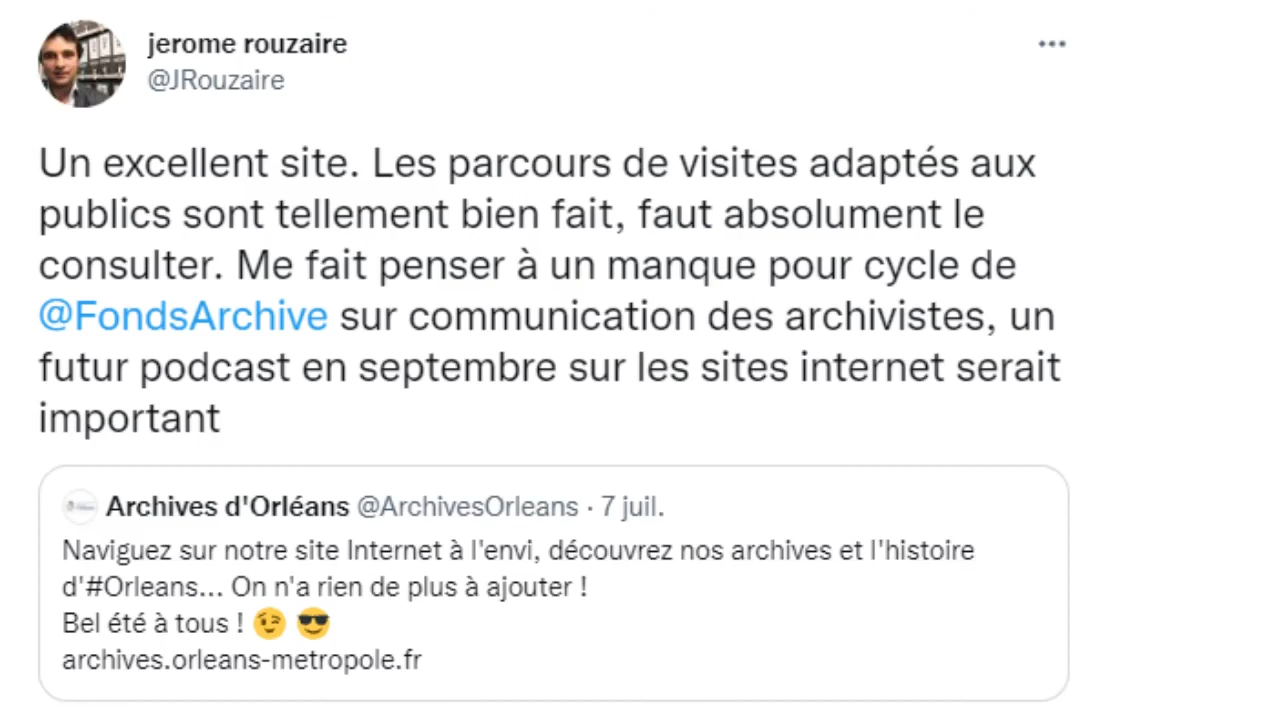 jerome rouzaire
@JRouzaire
Un excellent site. Les parcours de visites adaptés aux
publics sont tellement bien fait, faut absolument le
consulter. Me fait penser à un manque pour cycle de
@FondsArchive sur communication des archivistes, un
futur podcast en septembre sur les sites internet serait
important
Archives d'Orléans @ArchivesOrleans · 7 juil.
Naviguez sur notre site Internet à l'envi, découvrez nos archives et l'histoire
d'#Orleans... On n'a rien de plus à ajouter !
Bel été à tous ! 😉 😎
archives.orleans-metropole.fr